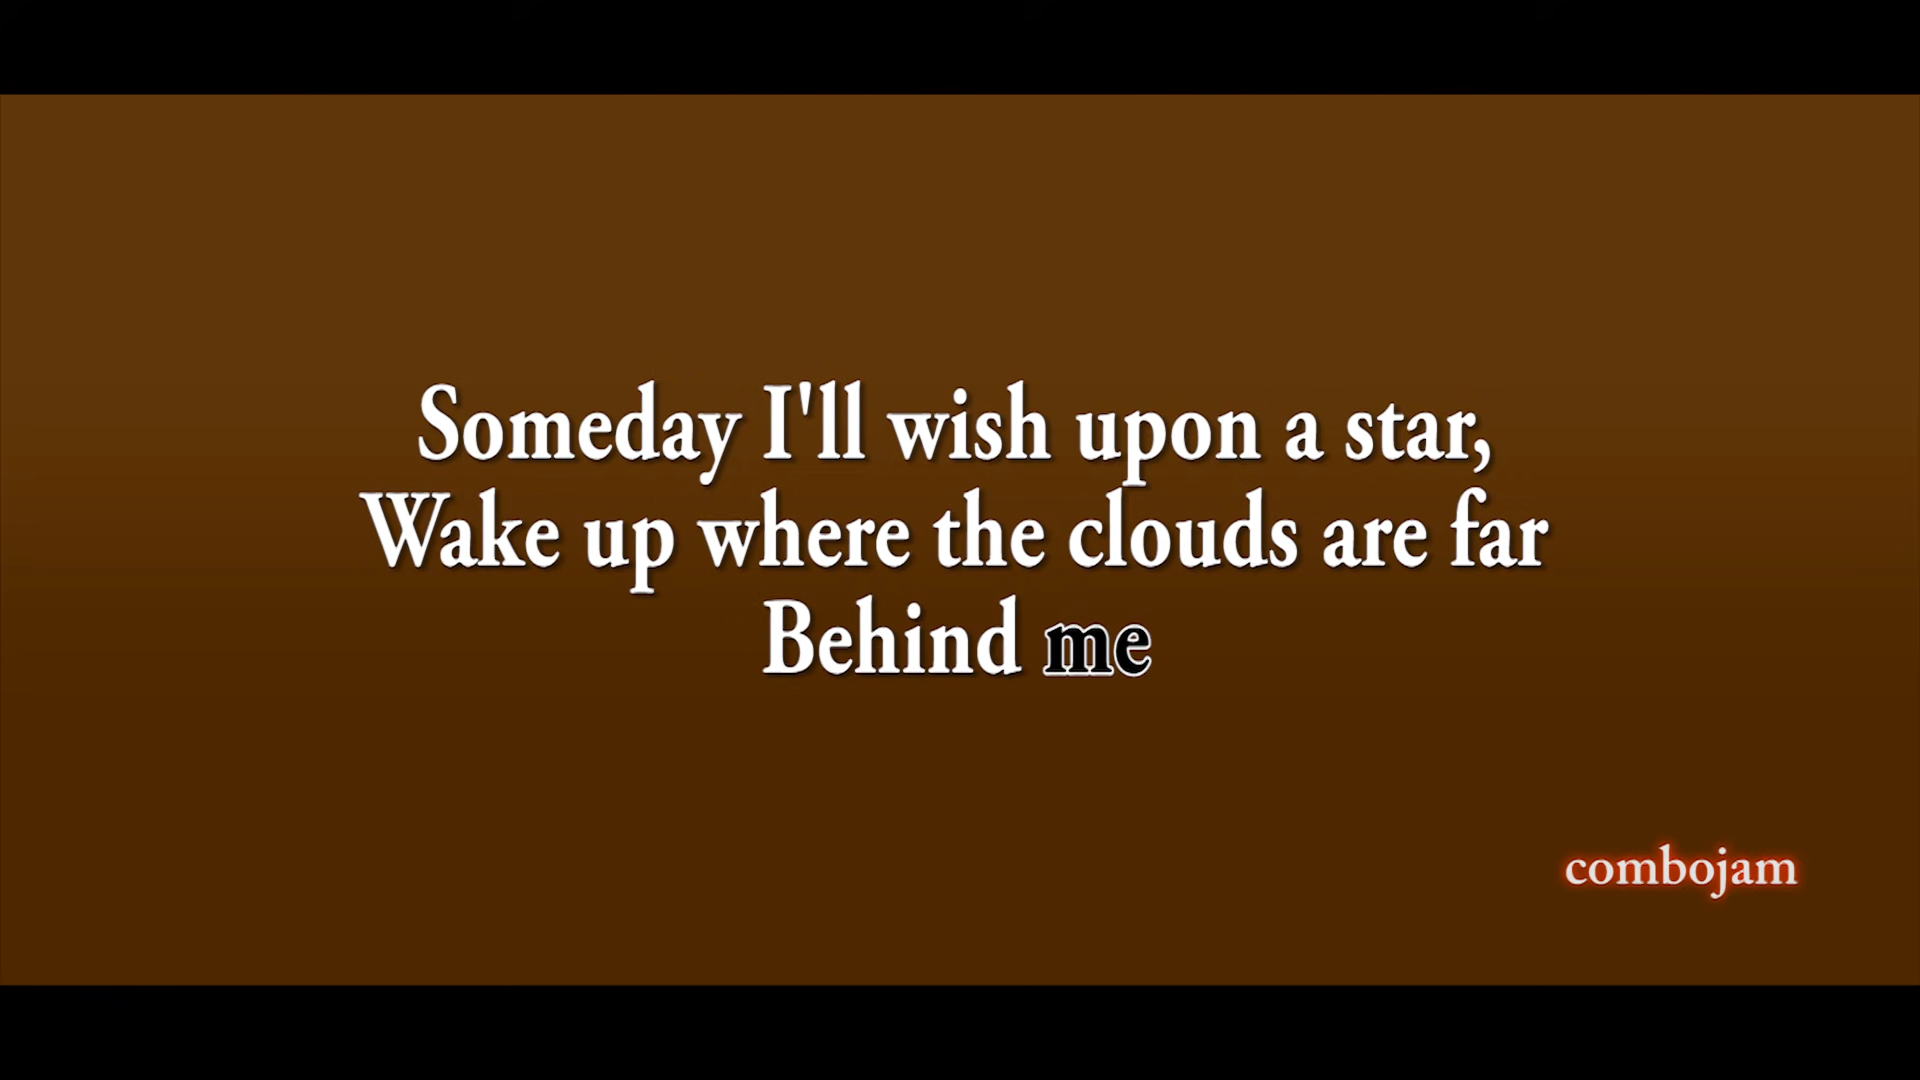 Someday I'll wish upon a star,
Wake up where the clouds are far
Behind me
combojam